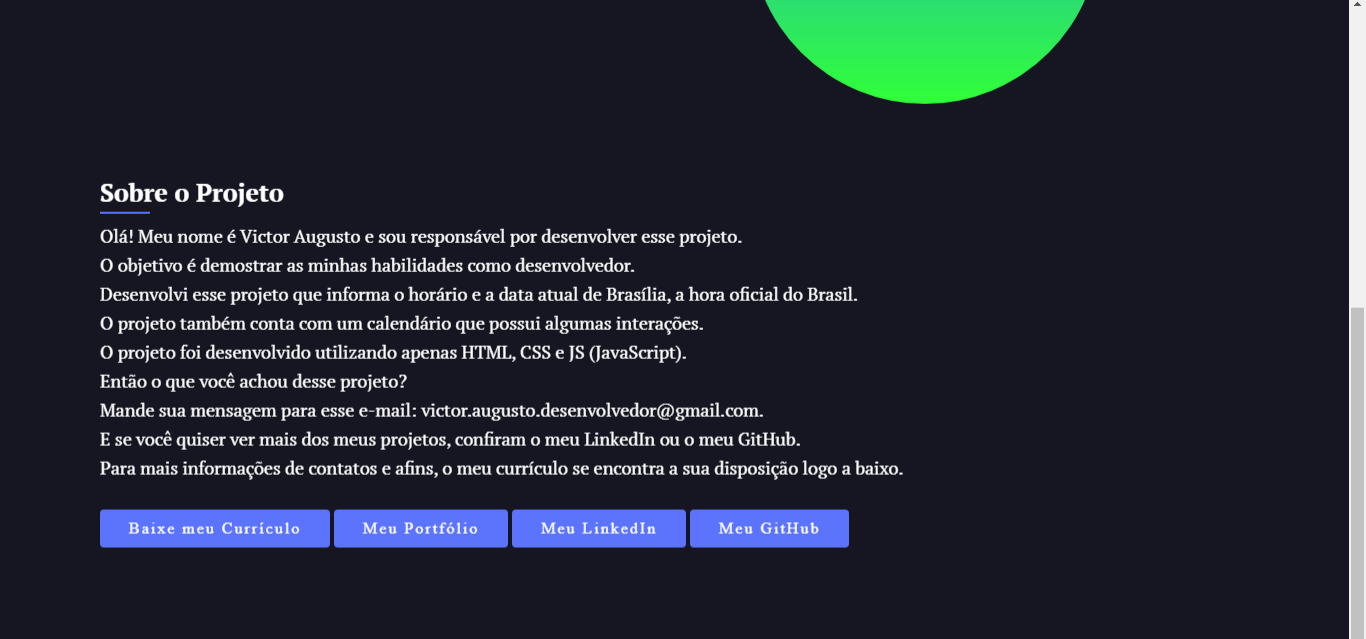 Sobre o Projeto
Olá! Meu nome é Victor Augusto e sou responsável por desenvolver esse projeto.
O objetivo é demostrar as minhas habilidades como desenvolvedor.
Desenvolvi esse projeto que informa o horário e a data atual de Brasília, a hora oficial do Brasil.
O projeto também conta com um calendário que possui algumas interações.
O projeto foi desenvolvido utilizando apenas HTML, CSS e JS (JavaScript).
Então o que você achou desse projeto?
Mande sua mensagem para esse e-mail: victor.augusto.desenvolvedor@gmail.com.
E se você quiser ver mais dos meus projetos, confiram o meu LinkedIn ou o meu GitHub.
Para mais informações de contatos e afins, o meu currículo se encontra a sua disposição logo a baixo.
Baixe meu Currículo Meu Portfólio Meu LinkedIn Meu GitHub